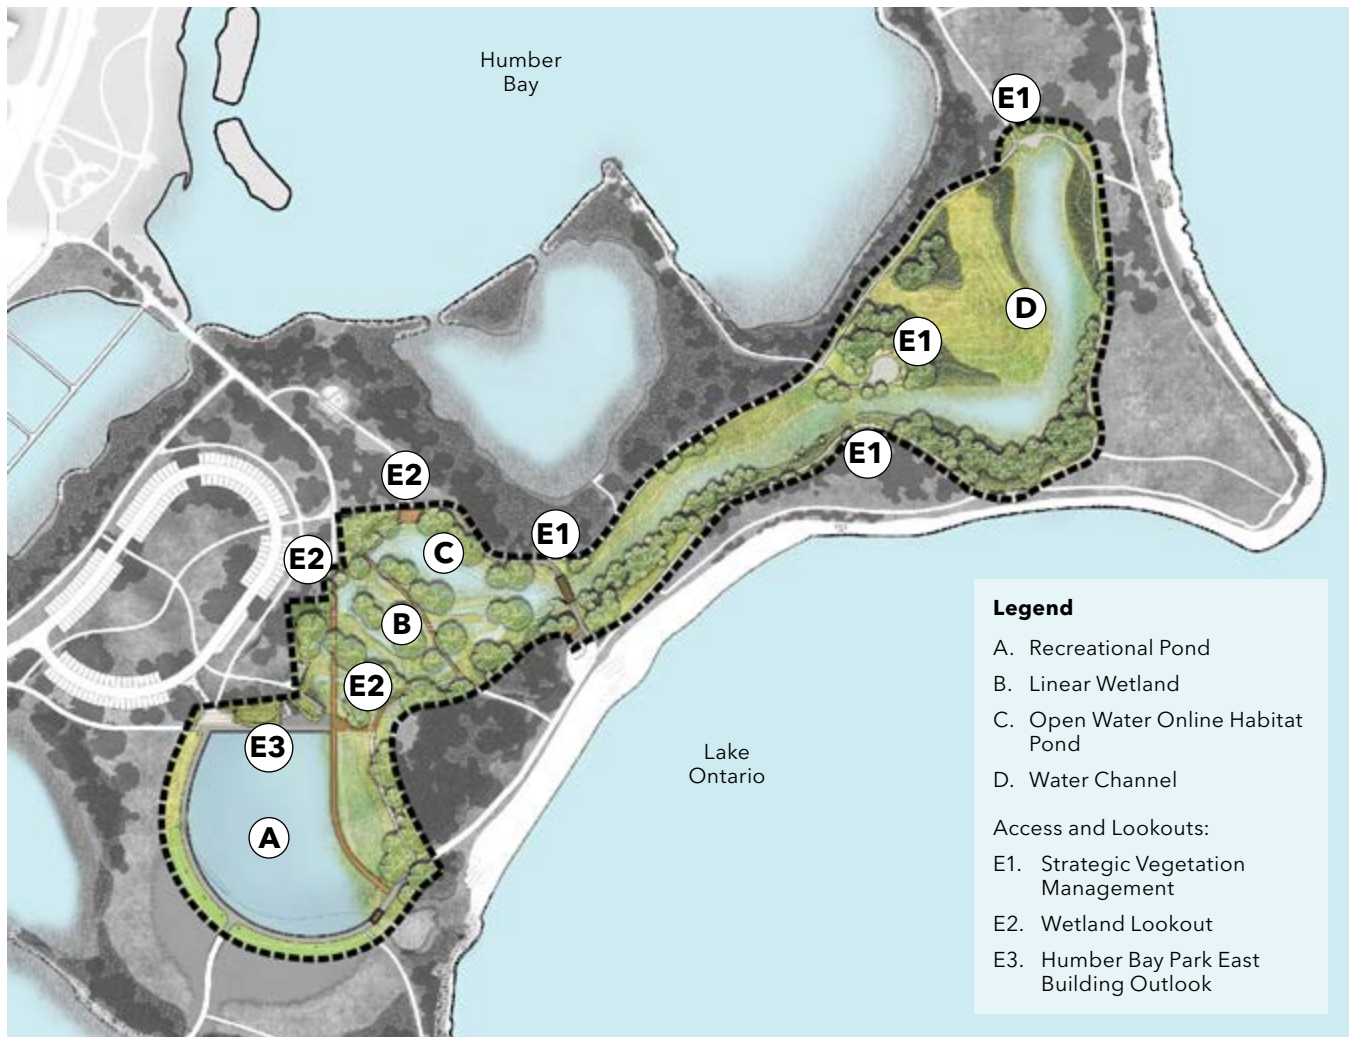 Humber
Bay
E1
D
E1
E1
E2
E1
C
E2
B
E2
E3
A
Lake
Ontario
Legend
A. Recreational Pond
B. Linear Wetland
C. Open Water Online Habitat
Pond
D. Water Channel
Access and Lookouts:
E1. Strategic Vegetation
Management
E2. Wetland Lookout
E3. Humber Bay Park East
Building Outlook